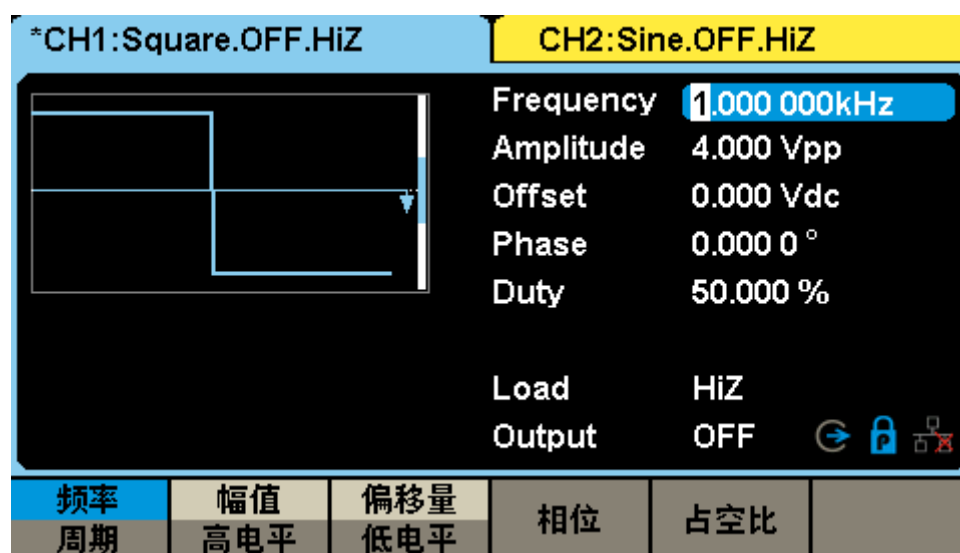 *CH1:Square.OFF.HiZ CH2:Sine.OFF.HiZ
Frequency 1.000 000kHz
Amplitude 4.000 Vpp
Offset 0.000 Vdc
Phase 0.000 0 °
Duty 50.000 %
Load HiZ
Output OFF
频率 幅值 偏移量 相位 占空比
周期 高电平 低电平